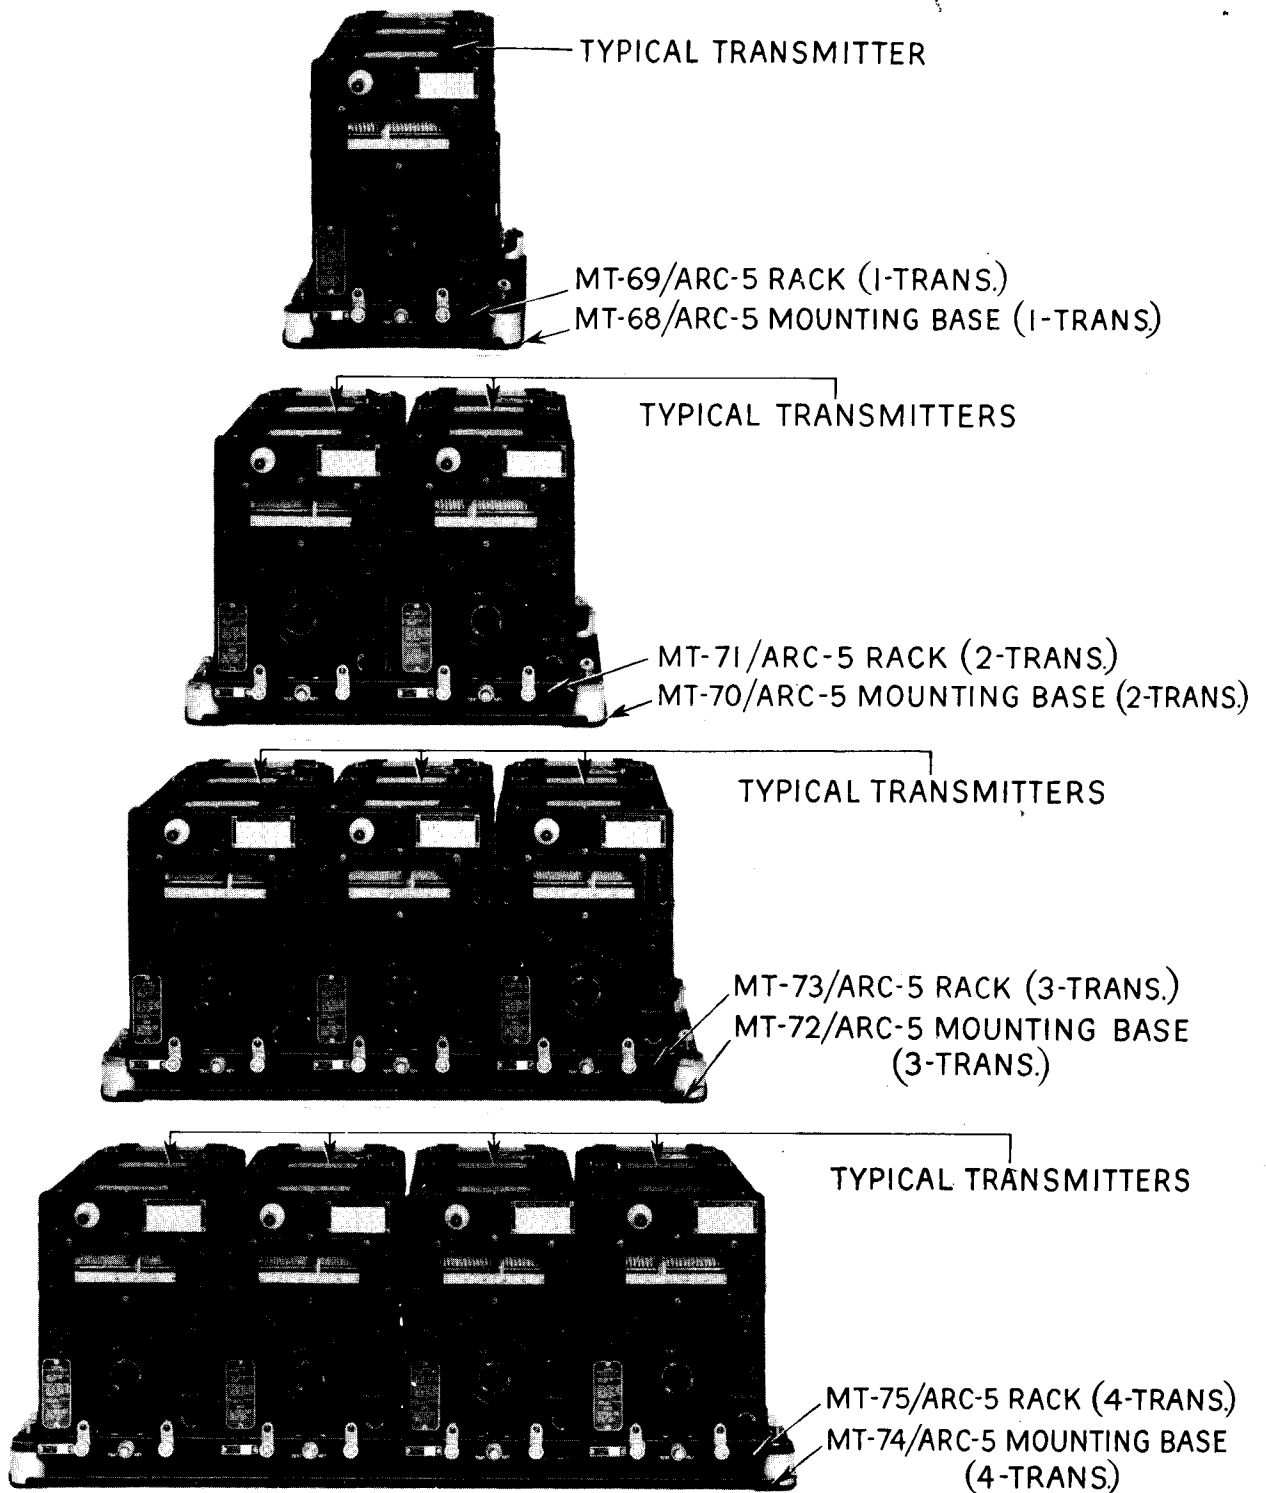 TYPICAL TRANSMITTER
MT-69/ARC-5 RACK (1-TRANS.)
MT-68/ARC-5 MOUNTING BASE (1-TRANS.)
TYPICAL TRANSMITTERS
MT-71/ARC-5 RACK (2-TRANS.)
MT-70/ARC-5 MOUNTING BASE (2-TRANS.)
TYPICAL TRANSMITTERS
MT-73/ARC-5 RACK (3-TRANS.)
MT-72/ARC-5 MOUNTING BASE
(3-TRANS.)
TYPICAL TRANSMITTERS
MT-75/ARC-5 RACK (4-TRANS.)
MT-74/ARC-5 MOUNTING BASE
(4-TRANS.)